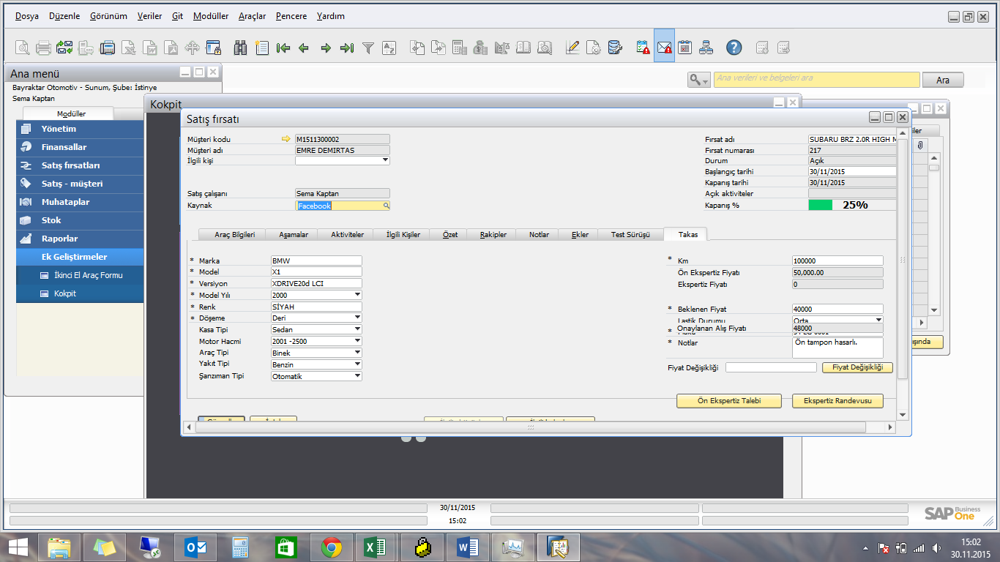 Dosya Düzenle Görünüm Veriler Git Modüller Araçlar Pencere Yardım
Ana menü
Bayraktar Otomotiv - Sunum, Şube: İstinye
Sema Kaptan
Ana verileri ve belgeleri ara
Ara
Modüller
Yönetim
Finansallar
Satış fırsatları
Satış - müşteri
Muhataplar
Stok
Raporlar
Ek Geliştirmeler
İkinci El Araç Formu
Kokpit
Kokpit
Satış fırsatı
Müşteri kodu M1511300002
Müşteri adı EMRE DEMIRTAS
İlgili kişi
Satış çalışanı Sema Kaptan
Kaynak Facebook
Fırsat adı SUBARU BRZ 2.0R HIGH
Fırsat numarası 217
Durum Açık
Başlangıç tarihi 30/11/2015
Kapanış tarihi 30/11/2015
Açık aktiviteler
Kapanış % 25%
Araç Bilgileri Aşamalar Aktiviteler İlgili Kişiler Özet Rakipler Notlar Ekler Test Sürüşü Takas
* Marka BMW
* Model X1
* Versiyon XDRIVE20d LCI
* Model Yılı 2000
* Renk SİYAH
* Döşeme Deri
Kasa Tipi Sedan
Motor Hacmi 2001 -2500
Araç Tipi Binek
Yakıt Tipi Benzin
Şanzıman Tipi Otomatik
* Km 100000
Ön Ekspertiz Fiyatı 50,000.00
Ekspertiz Fiyatı 0
* Beklenen Fiyat 40000
Lastik Durumu Orta
* Onaylanan Alış Fiyatı 48000
* Notlar Ön tampon hasarlı.
Fiyat Değişikliği Fiyat Değişikliği
Ön Ekspertiz Talebi Ekspertiz Randevusu
30/11/2015
15:02
SAP Business One
15:02
30.11.2015